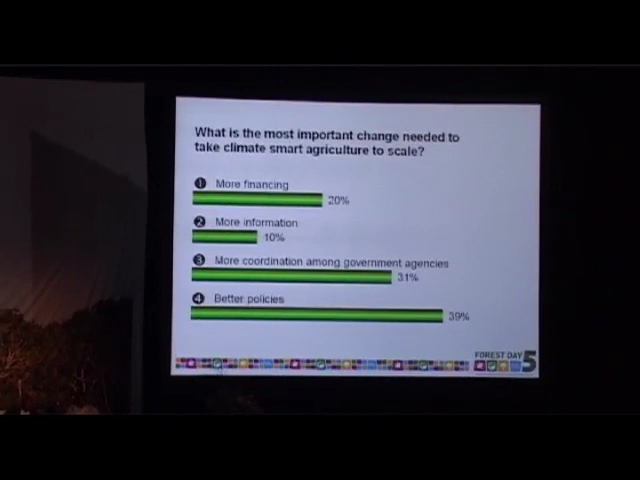 What is the most important change needed to
take climate smart agriculture to scale?
1 More financing
20%
2 More information
10%
3 More coordination among government agencies
31%
4 Better policies
39%
FOREST DAY 5